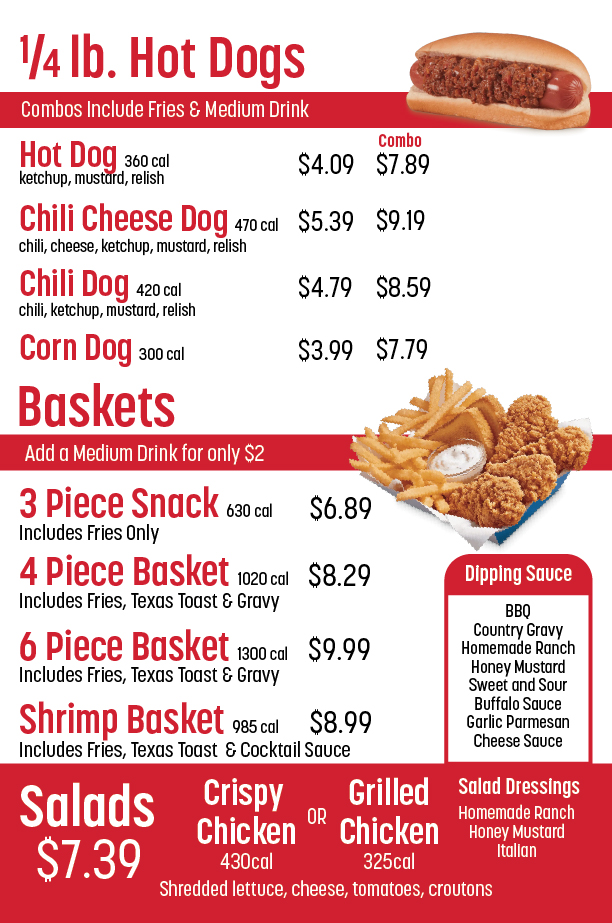 1/4 lb. Hot Dogs
Combos Include Fries & Medium Drink
Combo
Hot Dog 360 cal $4.09 $7.89
ketchup, mustard, relish
Chili Cheese Dog 470 cal $5.39 $9.19
chili, cheese, ketchup, mustard, relish
Chili Dog 420 cal $4.79 $8.59
chili, ketchup, mustard, relish
Corn Dog 300 cal $3.99 $7.79
Baskets
Add a Medium Drink for only $2
3 Piece Snack 630 cal $6.89
Includes Fries Only
4 Piece Basket 1020 cal $8.29
Includes Fries, Texas Toast & Gravy
6 Piece Basket 1300 cal $9.99
Includes Fries, Texas Toast & Gravy
Shrimp Basket 985 cal $8.99
Includes Fries, Texas Toast & Cocktail Sauce
Dipping Sauce
BBQ
Country Gravy
Homemade Ranch
Honey Mustard
Sweet and Sour
Buffalo Sauce
Garlic Parmesan
Cheese Sauce
Salads
$7.39
Crispy
Chicken
430cal
OR
Grilled
Chicken
325cal
Shredded lettuce, cheese, tomatoes, croutons
Salad Dressings
Homemade Ranch
Honey Mustard
Italian